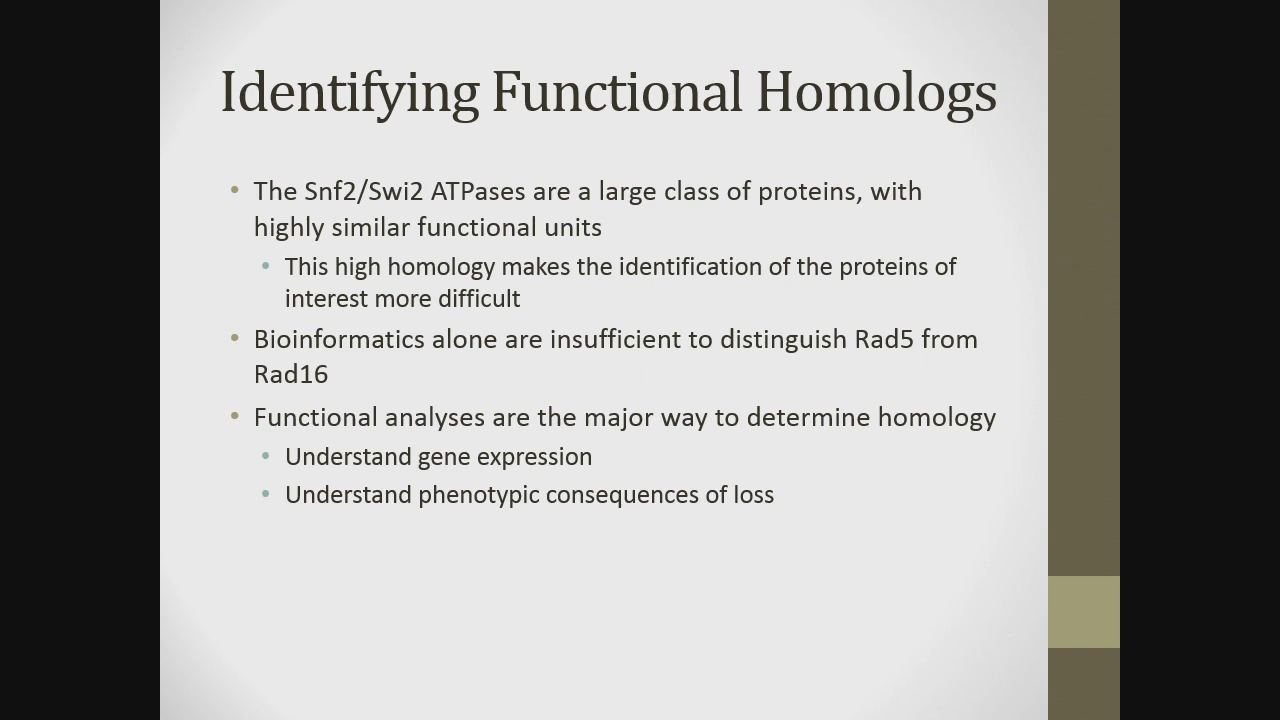 Identifying Functional Homologs
• The Snf2/Swi2 ATPases are a large class of proteins, with
highly similar functional units
• This high homology makes the identification of the proteins of
interest more difficult
• Bioinformatics alone are insufficient to distinguish Rad5 from
Rad16
• Functional analyses are the major way to determine homology
• Understand gene expression
• Understand phenotypic consequences of loss